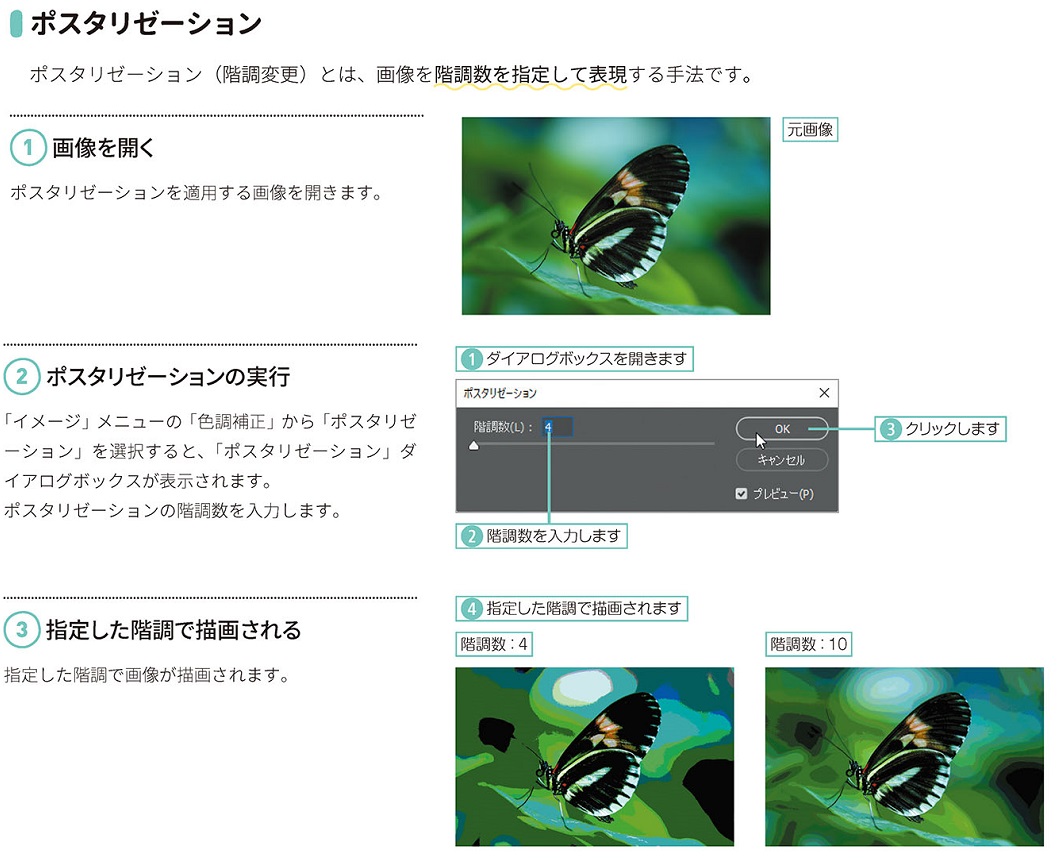 ポスタリゼーション
ポスタリゼーション（階調変更）とは、画像を階調数を指定して表現する手法です。
1 画像を開く
ポスタリゼーションを適用する画像を開きます。
元画像
2 ポスタリゼーションの実行
「イメージ」メニューの「色調補正」から「ポスタリゼ
ーション」を選択すると、「ポスタリゼーション」ダ
イアログボックスが表示されます。
ポスタリゼーションの階調数を入力します。
1 ダイアログボックスを開きます
ポスタリゼーション
階調数(L)： 4
OK
キャンセル
プレビュー(P)
3 クリックします
2 階調数を入力します
3 指定した階調で描画される
指定した階調で画像が描画されます。
4 指定した階調で描画されます
階調数：4
階調数：10